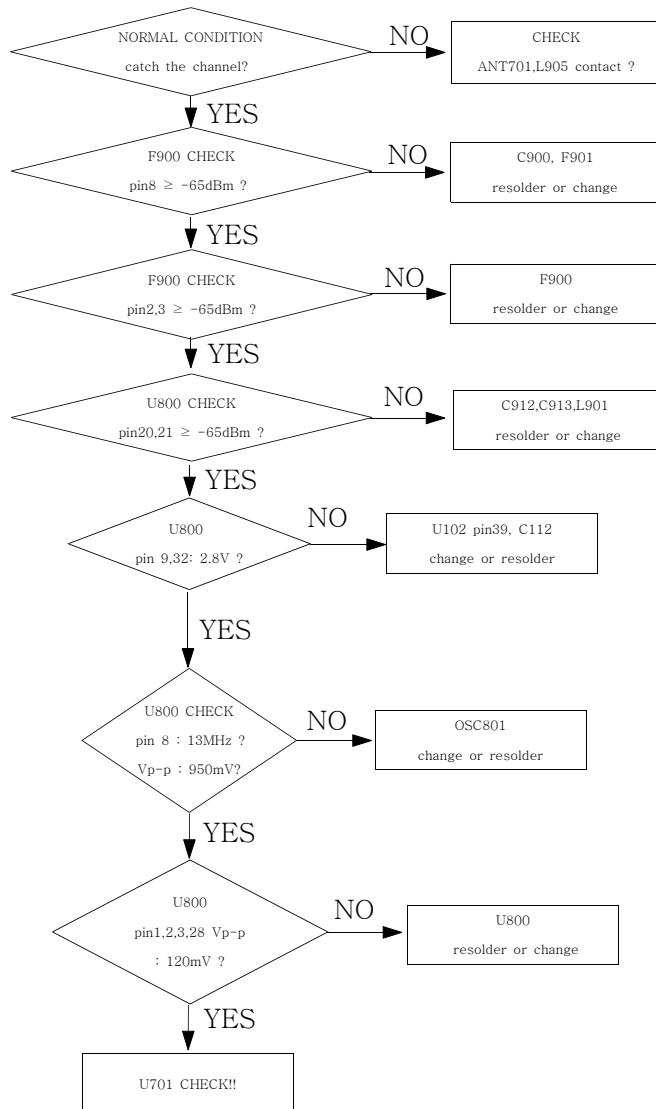 NORMAL CONDITION
catch the channel?
NO
CHECK
ANT701,L905 contact ?
YES
F900 CHECK
pin8 ≥ -65dBm ?
NO
C900, F901
resolder or change
YES
F900 CHECK
pin2,3 ≥ -65dBm ?
NO
F900
resolder or change
YES
U800 CHECK
pin20,21 ≥ -65dBm ?
NO
C912,C913,L901
resolder or change
YES
U800
pin 9,32: 2.8V ?
NO
U102 pin39, C112
change or resolder
YES
U800 CHECK
pin 8 : 13MHz ?
Vp-p : 950mV?
NO
OSC801
change or resolder
YES
U800
pin1,2,3,28 Vp-p
: 120mV ?
NO
U800
resolder or change
YES
U701 CHECK!!